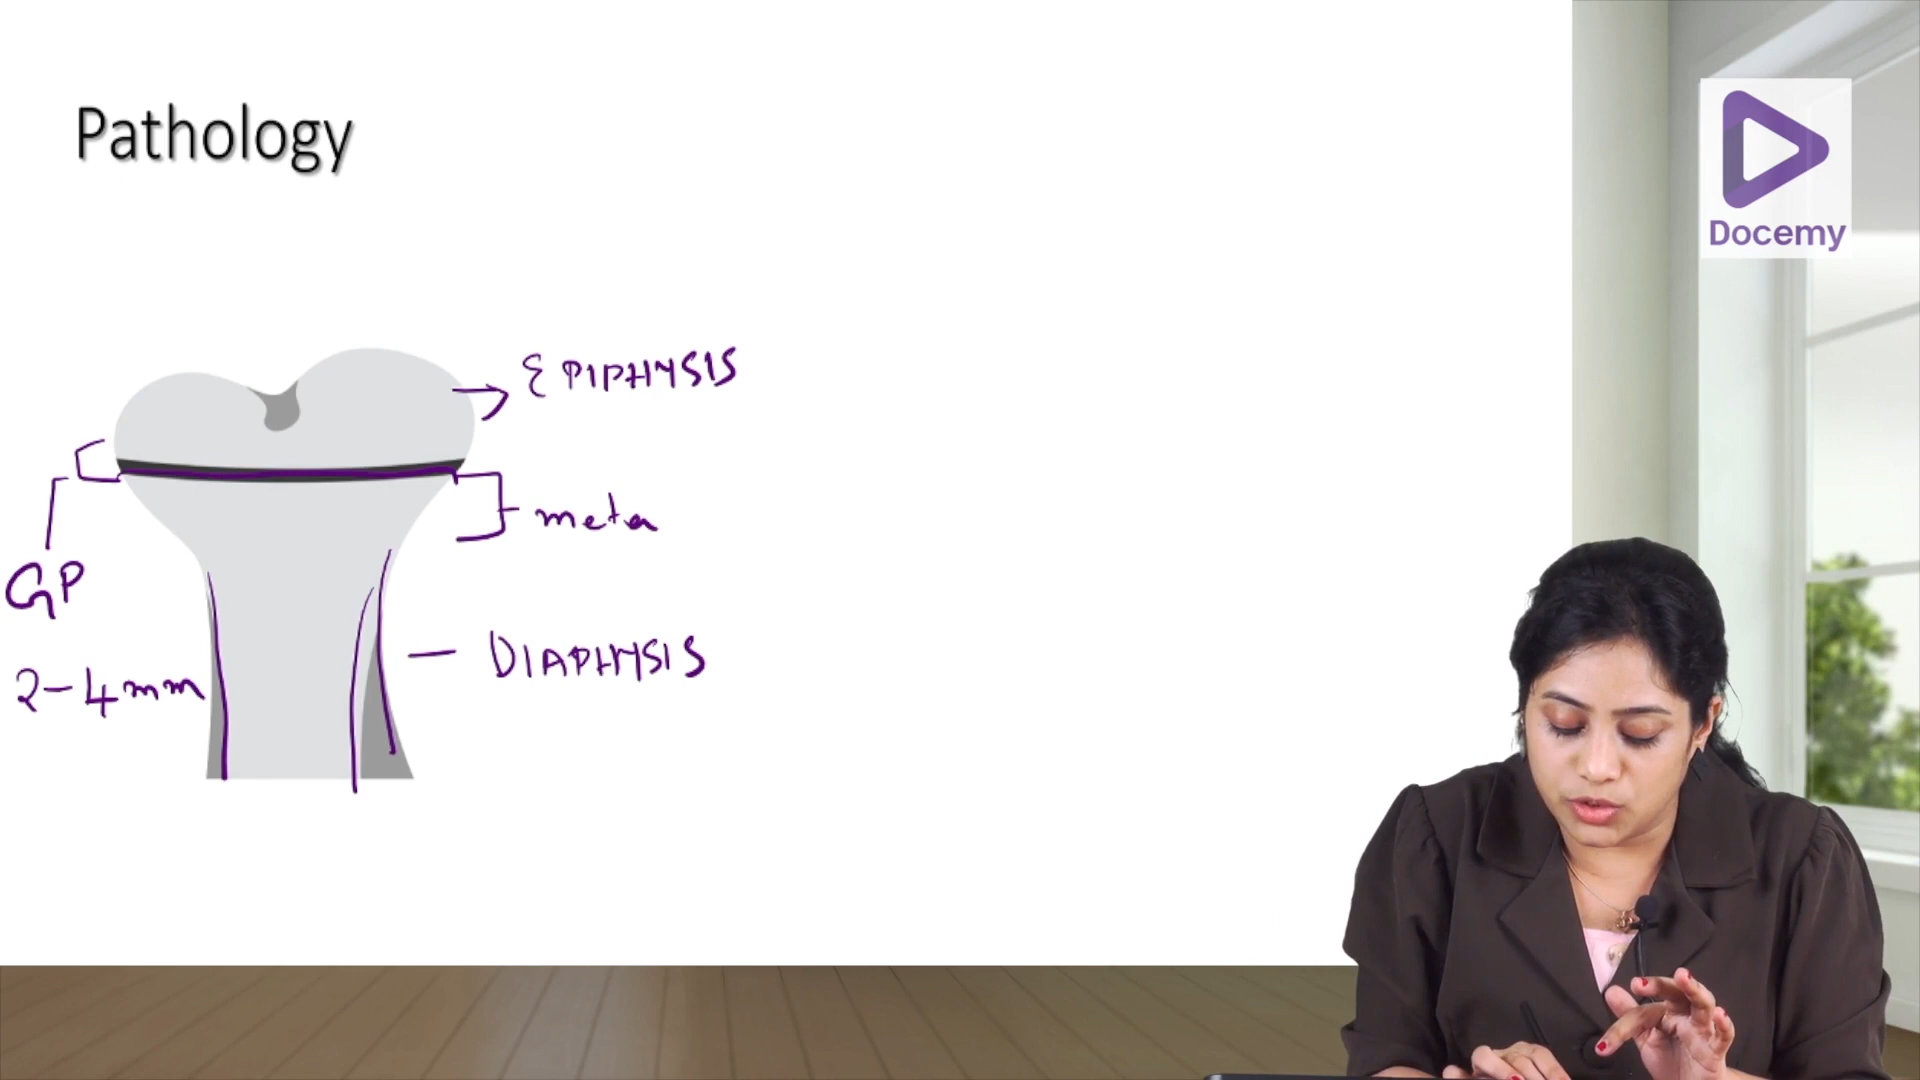 Pathology
Docemy
EPIPHYSIS
meta
GP
DIAPHYSIS
2-4mm